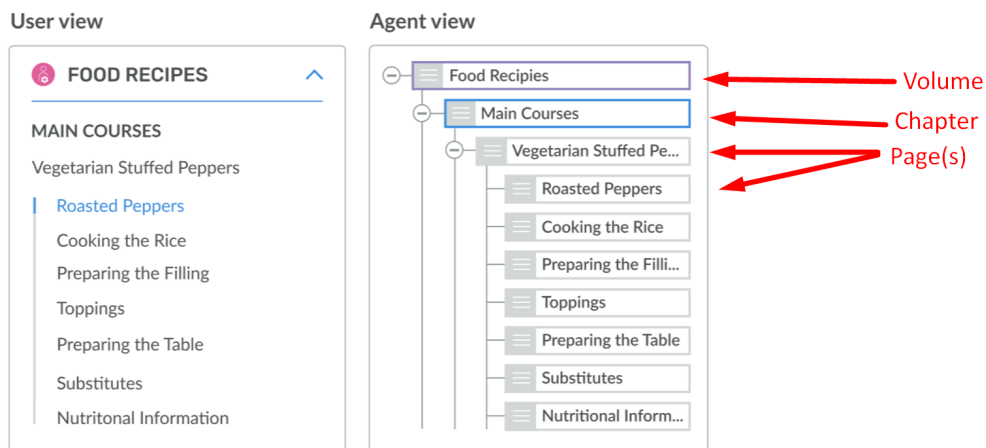 User view
FOOD RECIPES
MAIN COURSES
Vegetarian Stuffed Peppers
Roasted Peppers
Cooking the Rice
Preparing the Filling
Toppings
Preparing the Table
Substitutes
Nutritonal Information
Agent view
Food Recipies
Main Courses
Vegetarian Stuffed Pe...
Roasted Peppers
Cooking the Rice
Preparing the Filli...
Toppings
Preparing the Table
Substitutes
Nutritional Inform...
Volume
Chapter
Page(s)